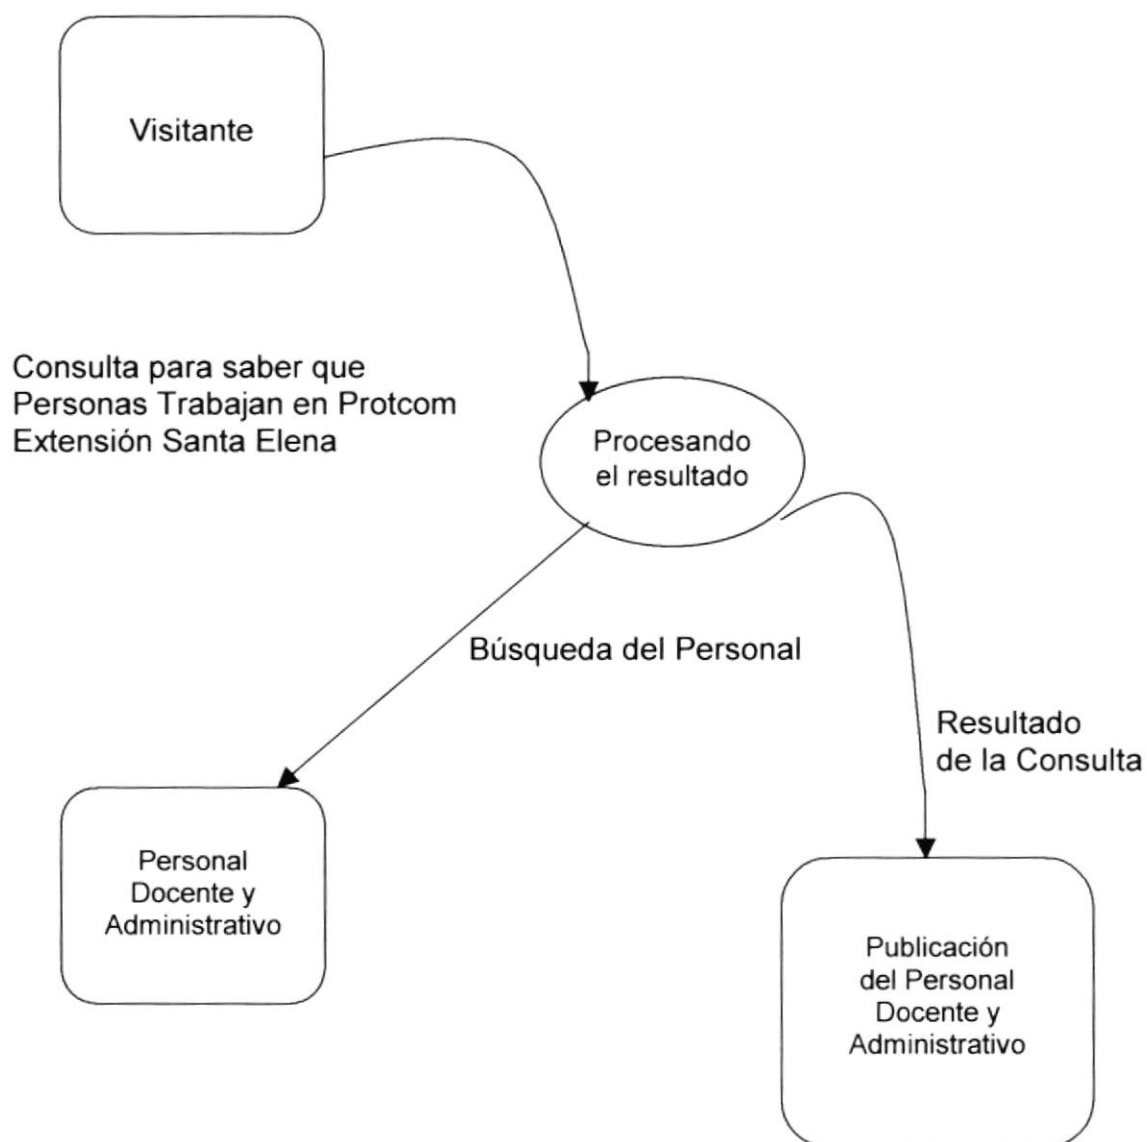 Visitante
Consulta para saber que
Personas Trabajan en Protcom
Extensión Santa Elena
Procesando
el resultado
Búsqueda del Personal
Resultado
de la Consulta
Personal
Docente y
Administrativo
Publicación
del Personal
Docente y
Administrativo